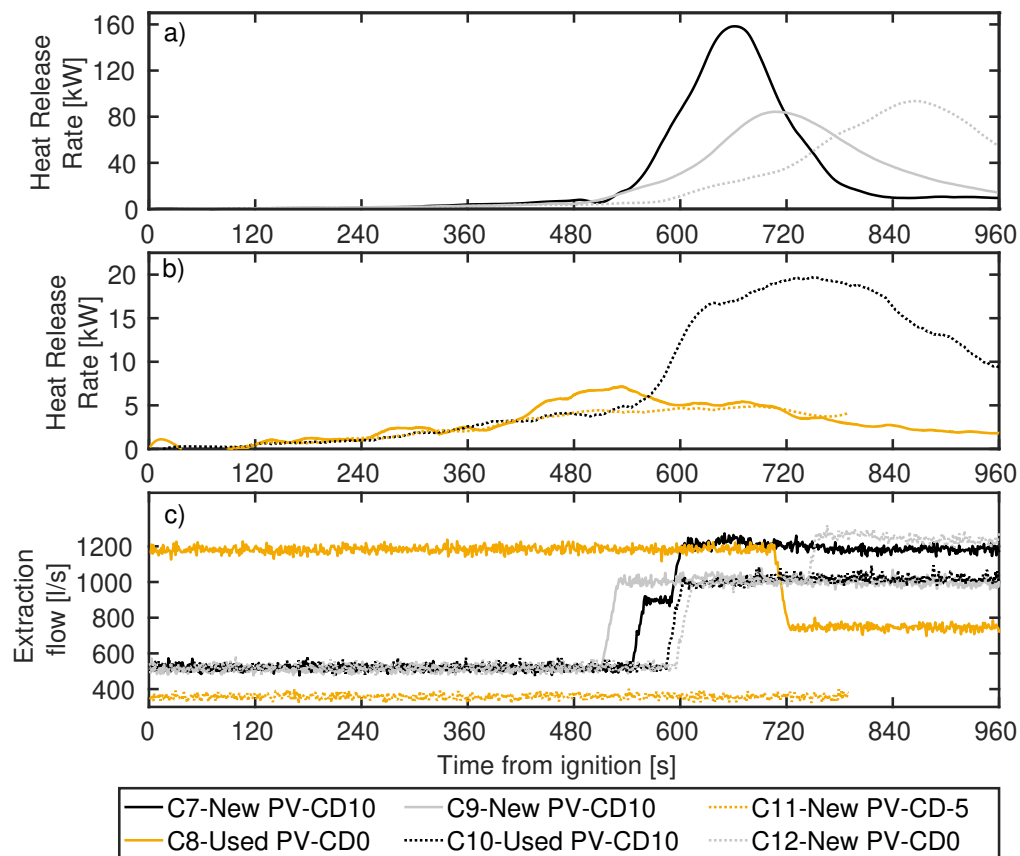 a)
Heat Release
Rate [kW]
160
120
80
40
0
0 120 240 360 480 600 720 840 960
b)
Heat Release
Rate [kW]
20
15
10
5
0
0 120 240 360 480 600 720 840 960
c)
Extraction
flow [l/s]
1200
1000
800
600
400
0 120 240 360 480 600 720 840 960
Time from ignition [s]
C7-New PV-CD10 C9-New PV-CD10 C11-New PV-CD-5
C8-Used PV-CD0 C10-Used PV-CD10 C12-New PV-CD0